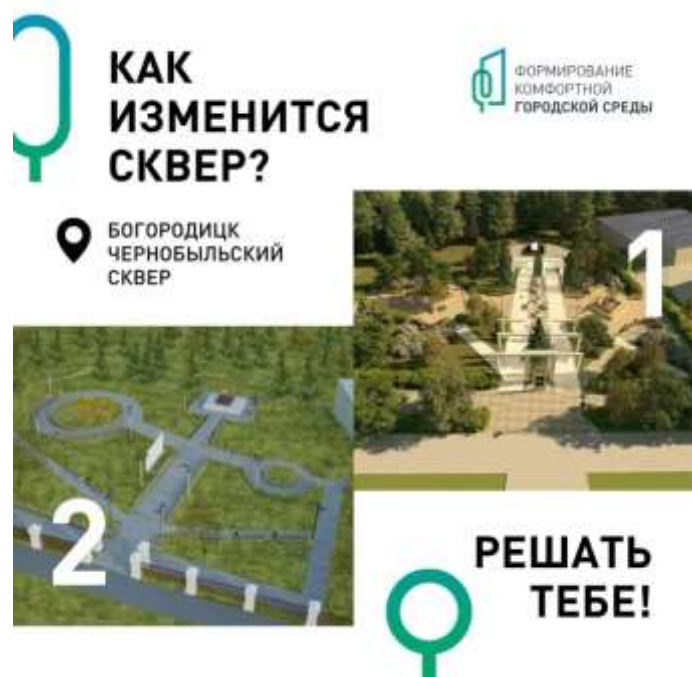 КАК
ИЗМЕНИТСЯ
СКВЕР?
ФОРМИРОВАНИЕ
КОМФОРТНОЙ
ГОРОДСКОЙ СРЕДЫ
БОГОРОДИЦК
ЧЕРНОБЫЛЬСКИЙ
СКВЕР
1
2
РЕШАТЬ
ТЕБЕ!